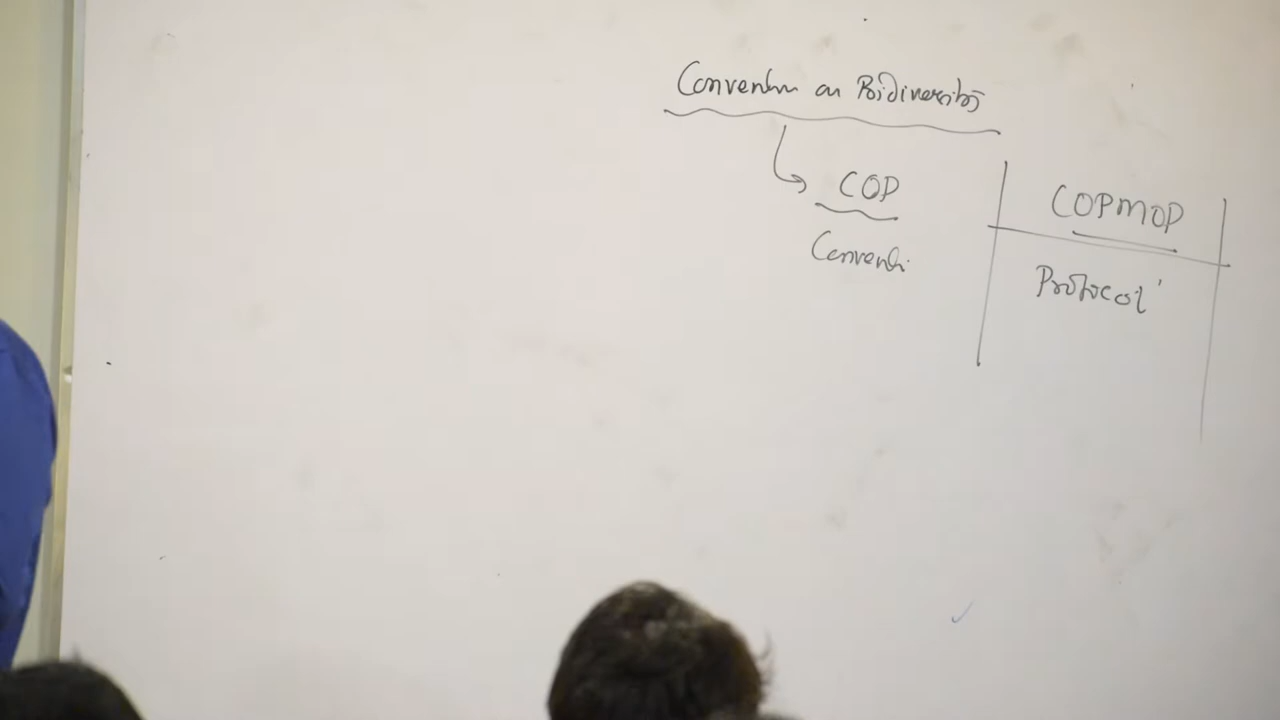 Convention on Biodiversity
COP
COPMOP
Conventi
Protocol